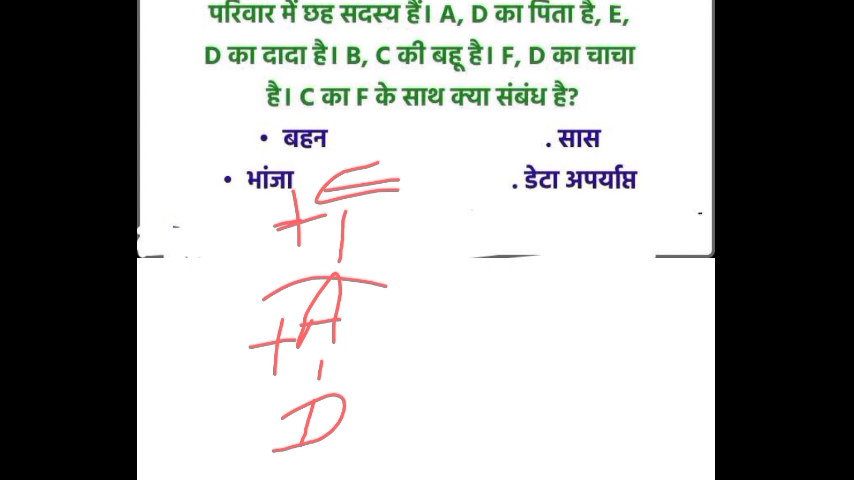 परिवार में छह सदस्य हैं। A, D का पिता है, E,
D का दादा है। B, C की बहू है। F, D का चाचा
है। C का F के साथ क्या संबंध है?
• बहन . सास
• भांजा . डेटा अपर्याप्त
+ E
+ A
D